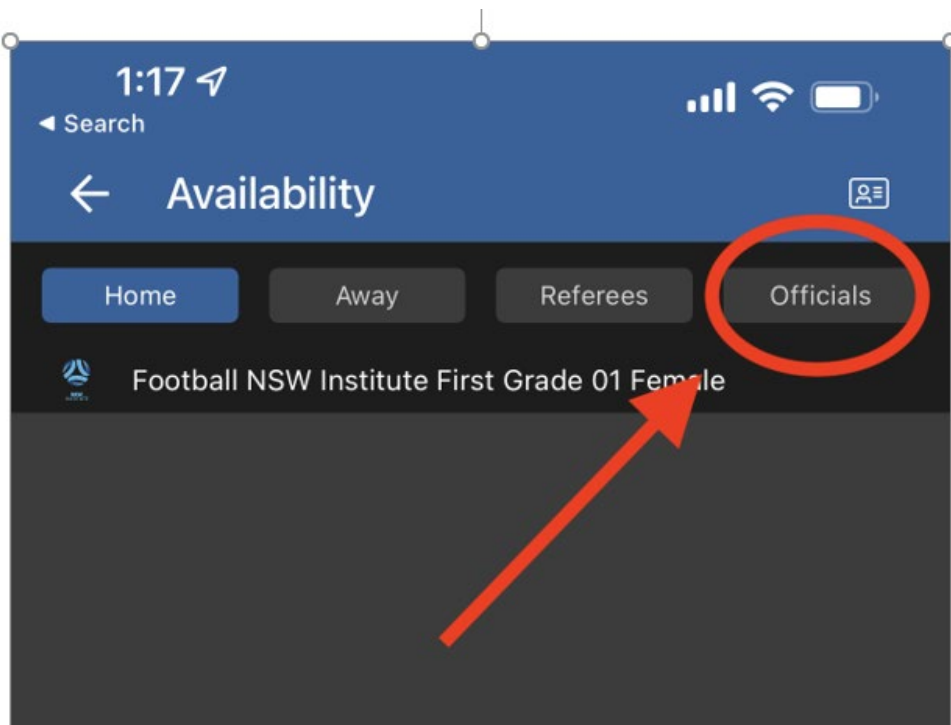 1:17
Search
Availability
Home Away Referees Officials
Football NSW Institute First Grade 01 Female